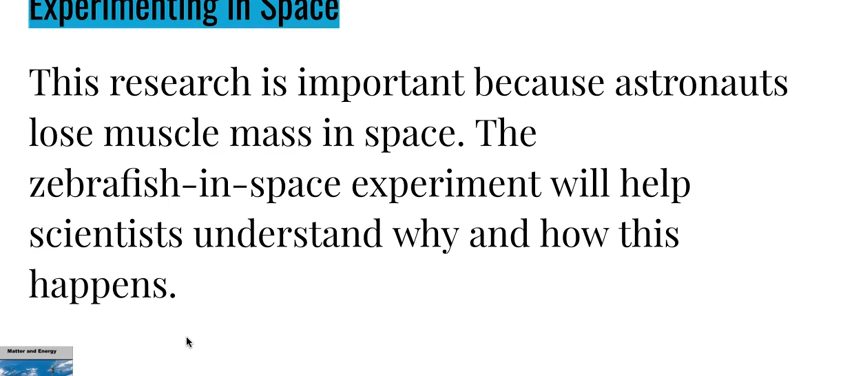 Experimenting in Space
This research is important because astronauts
lose muscle mass in space. The
zebrafish-in-space experiment will help
scientists understand why and how this
happens.
Matter and Energy